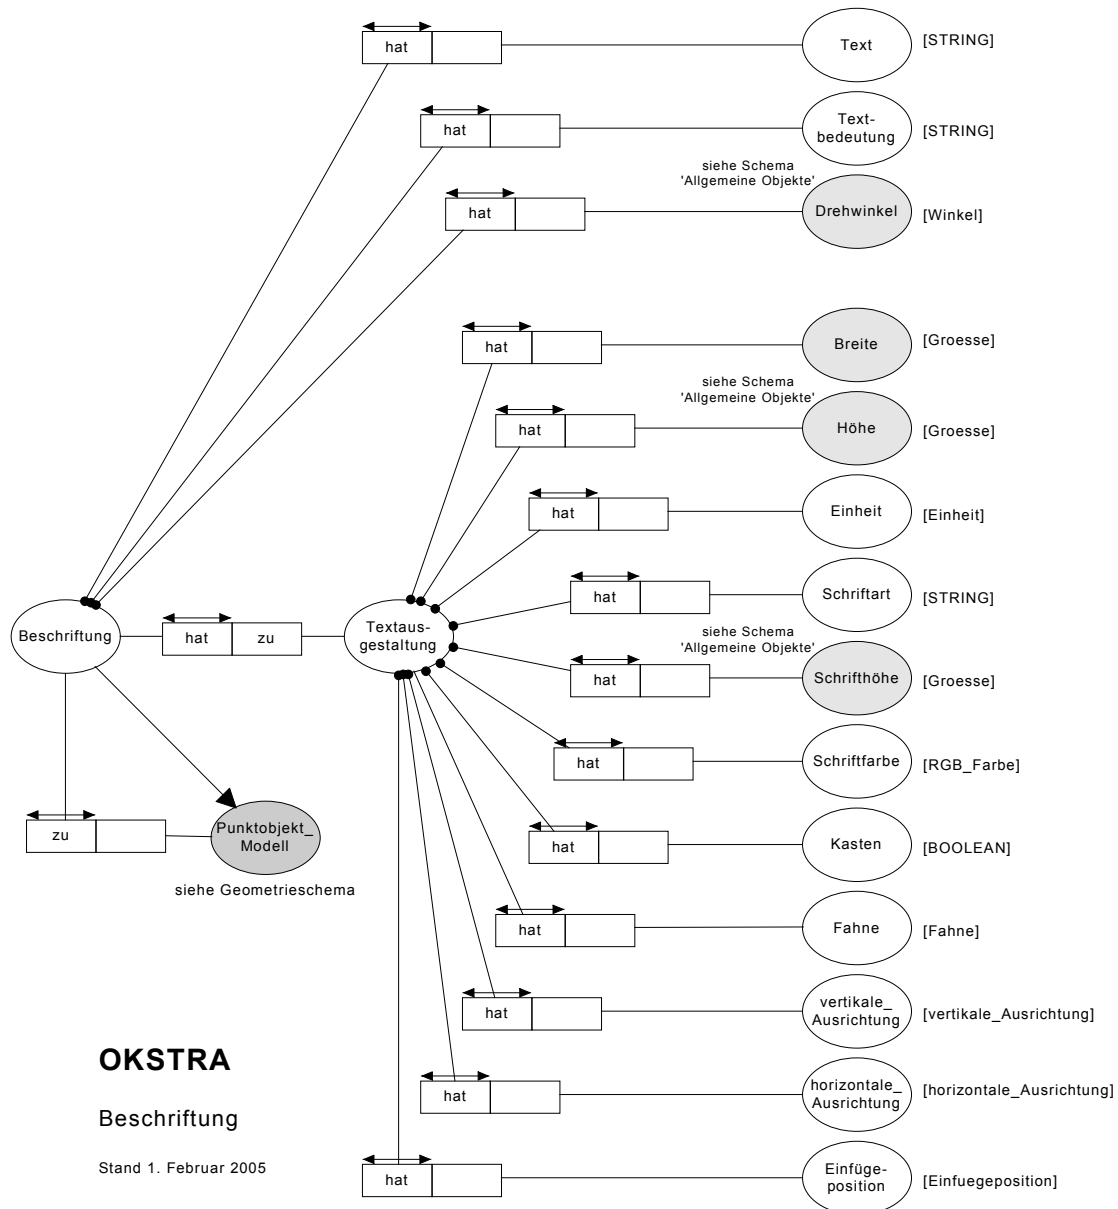 hat
Text
[STRING]
hat
Text-
bedeutung
[STRING]
siehe Schema
'Allgemeine Objekte'
hat
Drehwinkel
[Winkel]
hat
Breite
[Groesse]
siehe Schema
'Allgemeine Objekte'
hat
Höhe
[Groesse]
hat
Einheit
[Einheit]
hat
Schriftart
[STRING]
Beschriftung
hat
zu
Textaus-
gestaltung
siehe Schema
'Allgemeine Objekte'
hat
Schrifthöhe
[Groesse]
hat
Schriftfarbe
[RGB_Farbe]
zu
Punktobjekt_
Modell
siehe Geometrieschema
hat
Kasten
[BOOLEAN]
hat
Fahne
[Fahne]
hat
vertikale_
Ausrichtung
[vertikale_Ausrichtung]
hat
horizontale_
Ausrichtung
[horizontale_Ausrichtung]
hat
Einfüge-
position
[Einfuegeposition]
OKSTRA
Beschriftung
Stand 1. Februar 2005